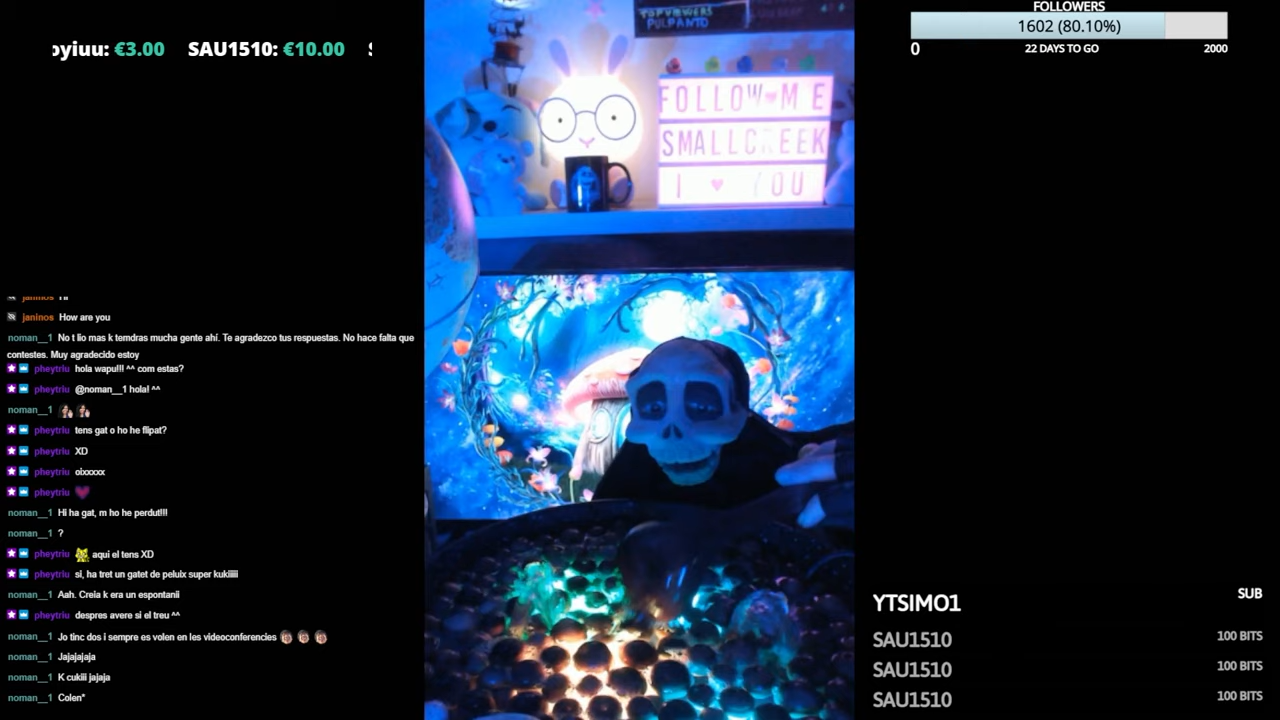 oyiuu: €3.00 SAU1510: €10.00
janinos Hi
janinos How are you
noman__1 No t lio mas k temdras mucha gente ahí. Te agradezco tus respuestas. No hace falta que
contestes. Muy agradecido estoy
pheytriu hola wapu!!! ^^ com estas?
pheytriu @noman__1 hola! ^^
noman__1
pheytriu tens gat o ho he flipat?
pheytriu XD
pheytriu oixxxxx
pheytriu
noman__1 Hi ha gat, m ho he perdut!!!
noman__1 ?
pheytriu aqui el tens XD
pheytriu si, ha tret un gatet de peluix super kukiiiii
noman__1 Aah. Creia k era un espontanii
pheytriu despres avere si el treu ^^
noman__1 Jo tinc dos i sempre es volen en les videoconferencies
noman__1 Jajajajaja
noman__1 K cukiii jajaja
noman__1 Colen*
TOPVIEWERS
PULPANTO
FOLLOW♥ME
SMALLCREEK
I ♥ YOU
FOLLOWERS
1602 (80.10%)
0 22 DAYS TO GO 2000
YTSIMO1 SUB
SAU1510 100 BITS
SAU1510 100 BITS
SAU1510 100 BITS